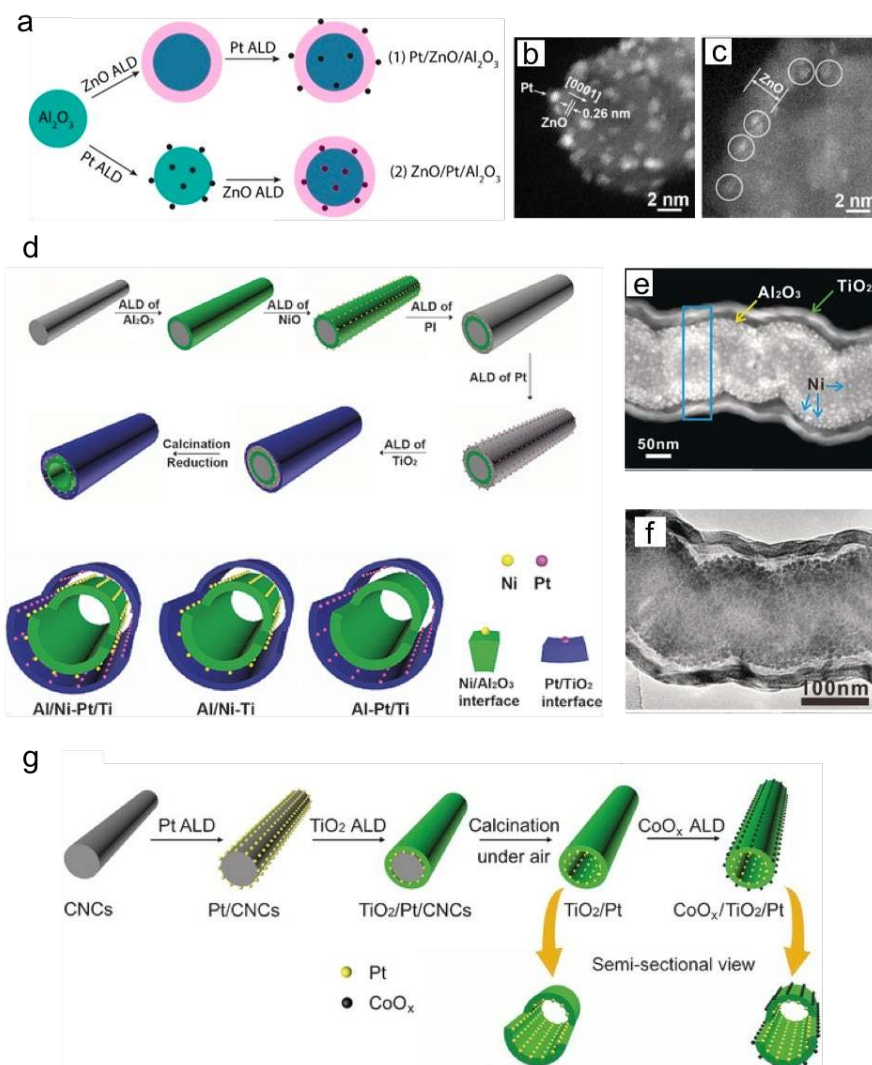 a
ZnO ALD
Pt ALD
(1) Pt/ZnO/Al₂O₃
Al₂O₃
Pt ALD
ZnO ALD
(2) ZnO/Pt/Al₂O₃
b
Pt
[0001]
0.26 nm
ZnO
2 nm
c
ZnO
2 nm
d
ALD of
Al₂O₃
ALD of
NiO
ALD of
PI
ALD of Pt
Calcination
Reduction
ALD of
TiO₂
Ni
Pt
Ni/Al₂O₃
interface
Pt/TiO₂
interface
Al/Ni-Pt/Ti
Al/Ni-Ti
Al-Pt/Ti
e
Al₂O₃
TiO₂
Ni
50nm
f
100nm
g
Pt ALD
TiO₂ ALD
Calcination
under air
CoOₓ ALD
CNCs
Pt/CNCs
TiO₂/Pt/CNCs
TiO₂/Pt
CoOₓ/TiO₂/Pt
Semi-sectional view
Pt
CoOₓ